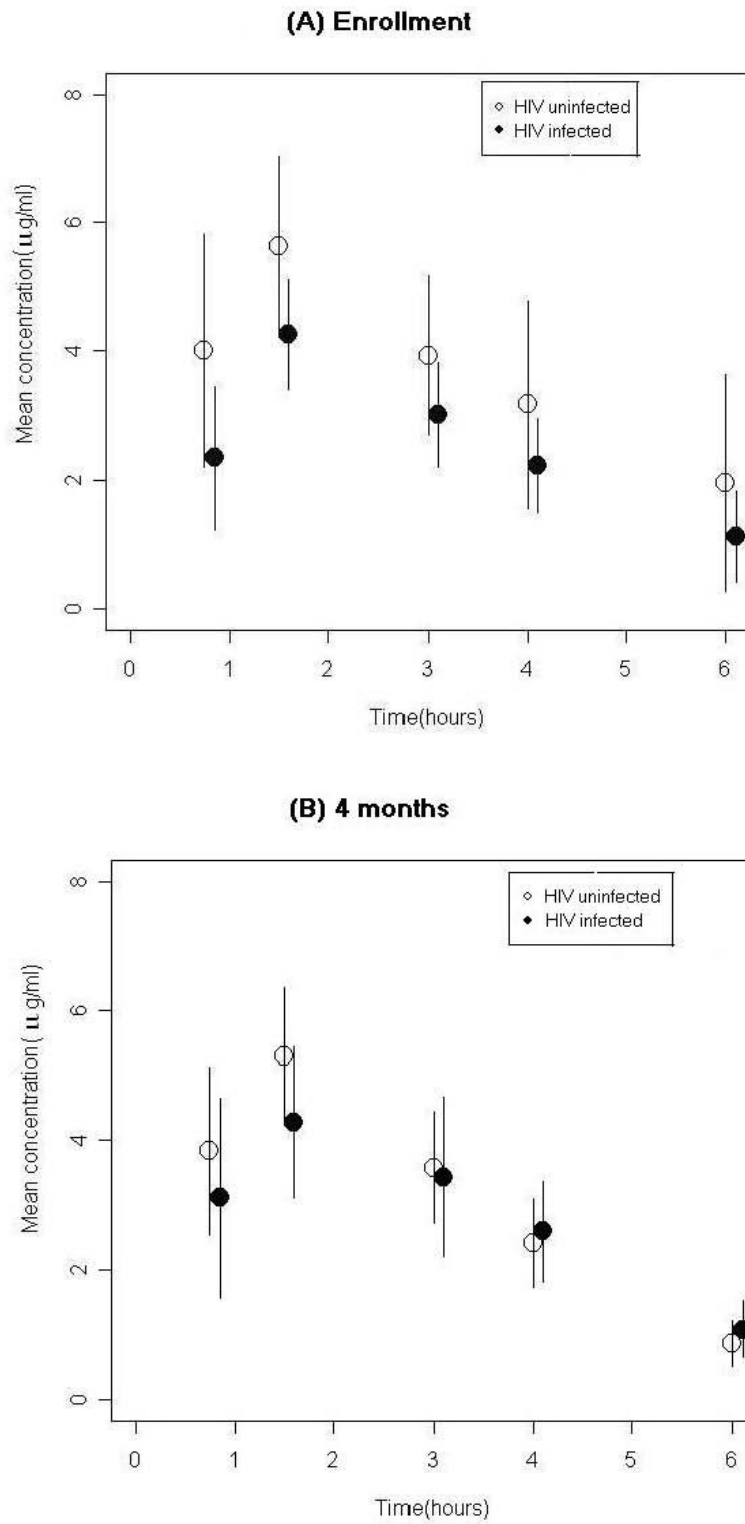 (A) Enrollment
HIV uninfected
HIV infected
Mean concentration( µg/ml)
8
6
4
2
0
0 1 2 3 4 5 6
Time(hours)
(B) 4 months
HIV uninfected
HIV infected
Mean concentration( µg/ml)
8
6
4
2
0
0 1 2 3 4 5 6
Time(hours)